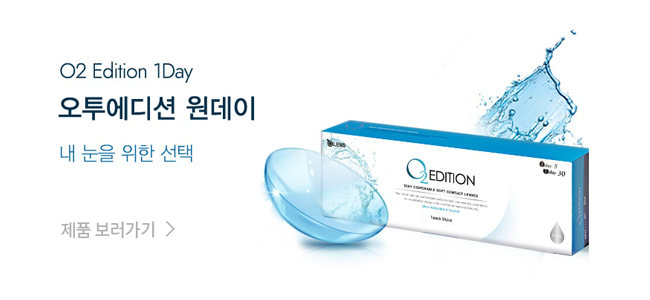 O2 Edition 1Day
오투에디션 원데이
내 눈을 위한 선택
제품 보러가기 >
LENS
O2 EDITION
1DAY DISPOSABLE SOFT CONTACT LENSES